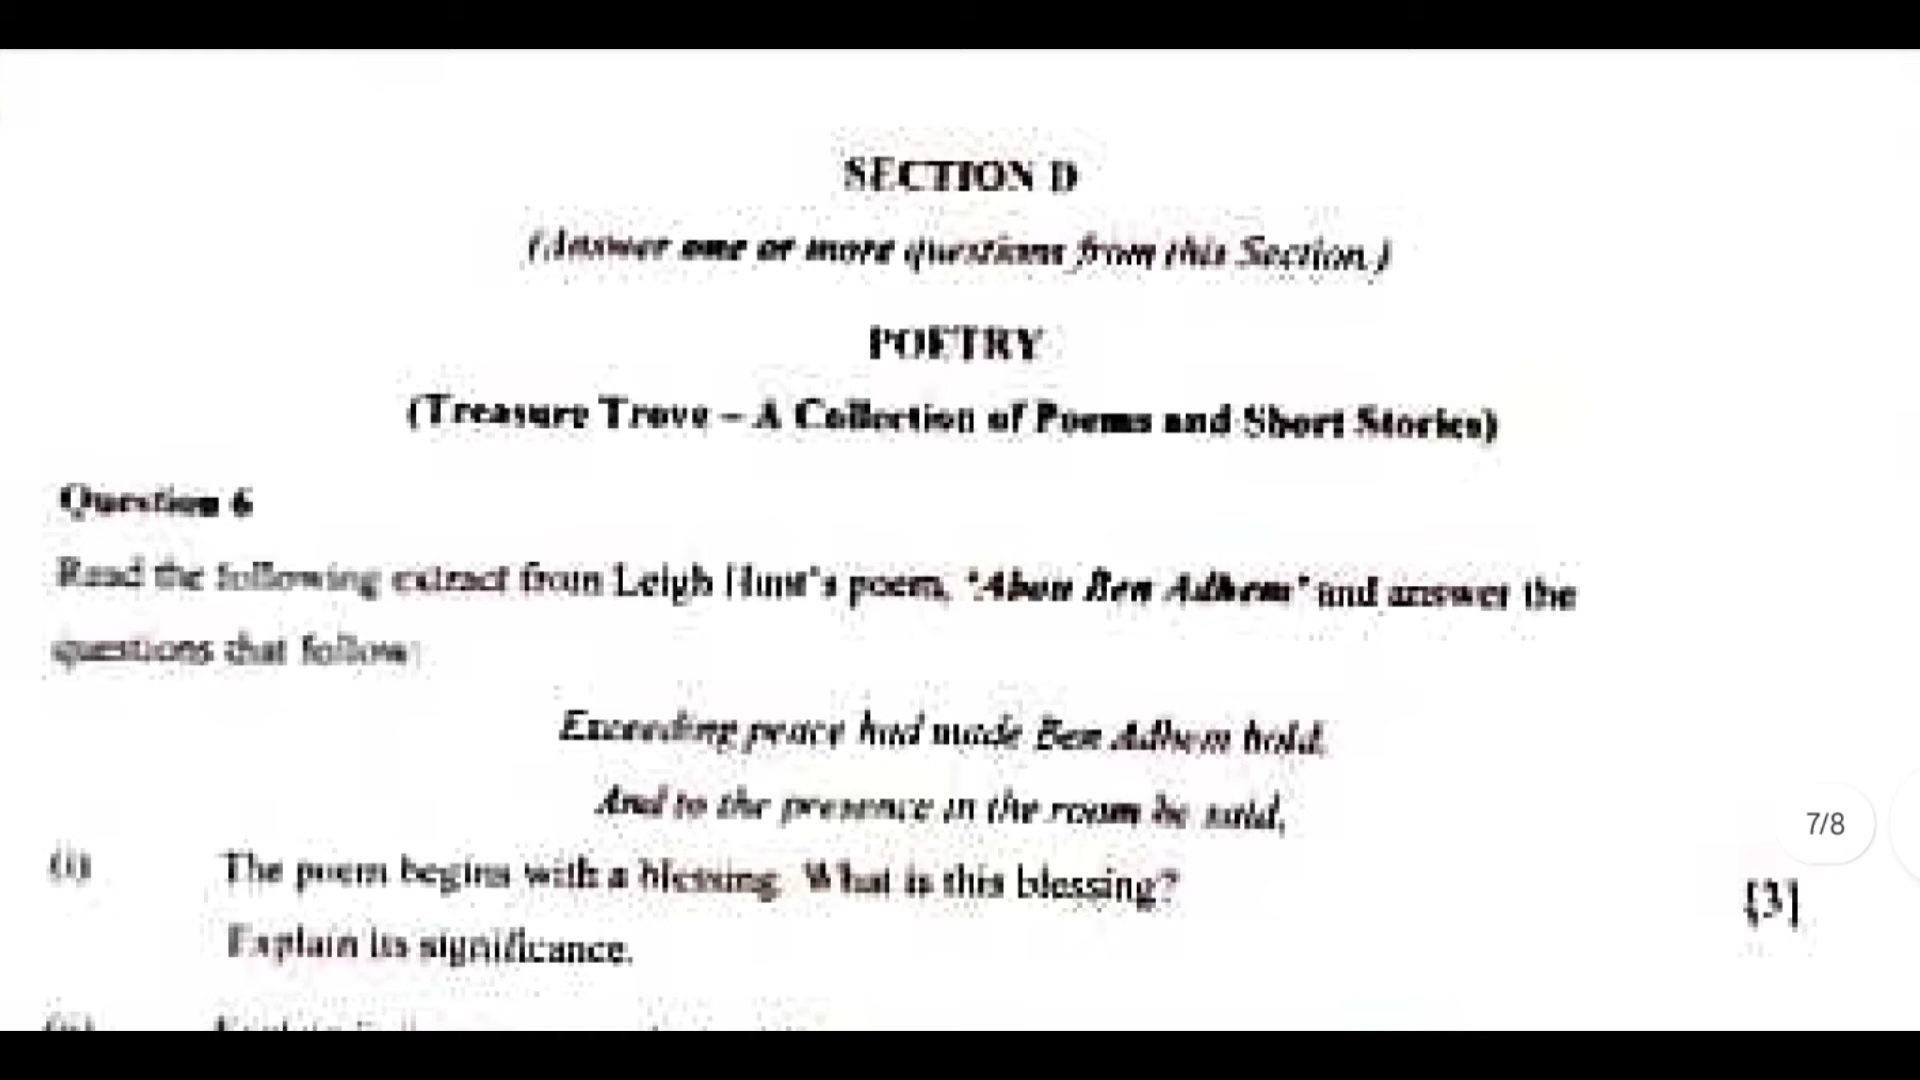 SECTION D
(Answer one or more questions from this Section.)
POETRY
(Treasure Trove – A Collection of Poems and Short Stories)
Question 6
Read the following extract from Leigh Hunt's poem, 'Abou Ben Adhem' and answer the
questions that follow:
Exceeding peace had made Ben Adhem bold,
And to the presence in the room he said,
7/8
(i) The poem begins with a blessing. What is this blessing?
[3]
Explain its significance.